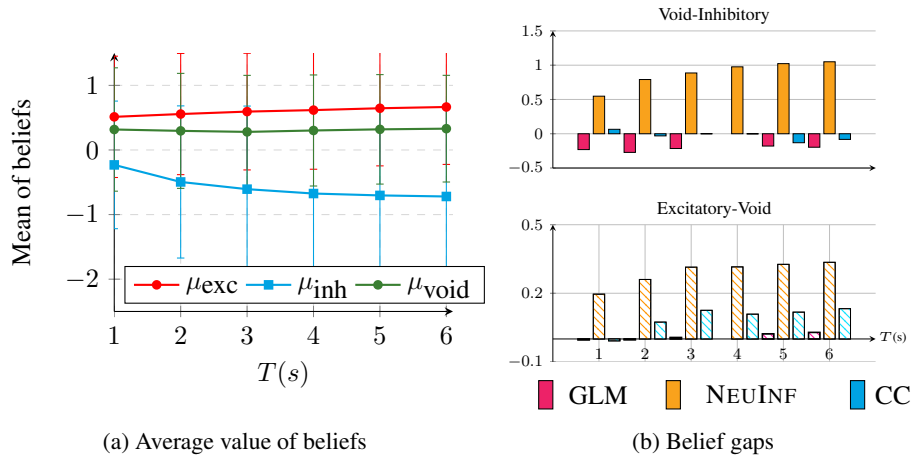 Mean of beliefs
1
0
−1
−2
μexc μinh μvoid
1 2 3 4 5 6
T(s)
(a) Average value of beliefs
Void-Inhibitory
1.5
1
0.5
0
−0.5
Excitatory-Void
0.5
0.2
−0.1
1 2 3 4 5 6
T(s)
GLM NEUINF CC
(b) Belief gaps